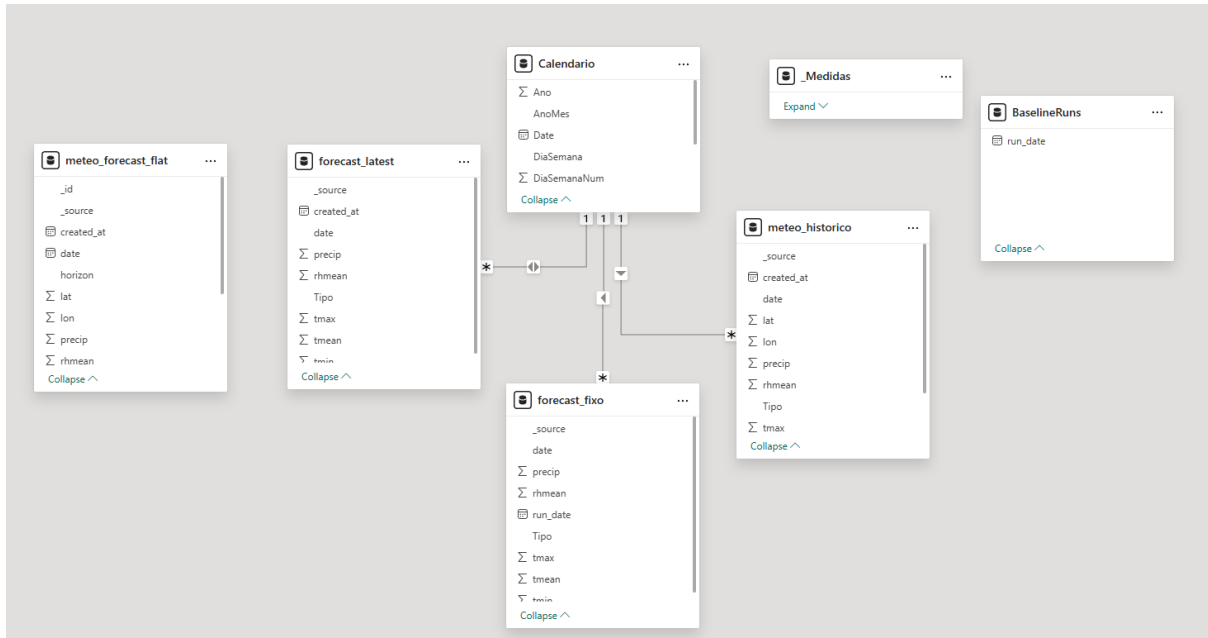 Calendario
Ano
AnoMes
Date
DiaSemana
DiaSemanaNum
Collapse
_Medidas
Expand
BaselineRuns
run_date
Collapse
meteo_forecast_flat
_id
_source
created_at
date
horizon
lat
lon
precip
rhmean
Collapse
forecast_latest
_source
created_at
date
precip
rhmean
Tipo
tmax
tmean
tmin
Collapse
1 1 1
*
*
*
meteo_historico
_source
created_at
date
lat
lon
precip
rhmean
Tipo
tmax
Collapse
forecast_fixo
_source
date
precip
rhmean
run_date
Tipo
tmax
tmean
tmin
Collapse